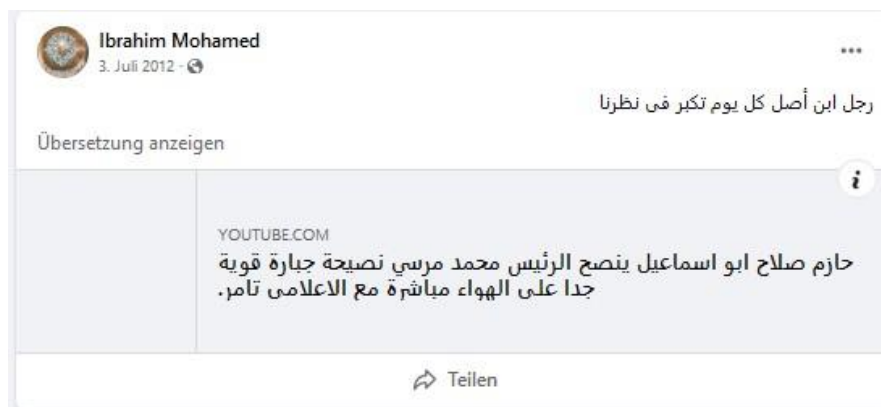 Ibrahim Mohamed
3. Juli 2012 ·
رجل ابن أصل كل يوم تكبر فى نظرنا
Übersetzung anzeigen
YOUTUBE.COM
حازم صلاح ابو اسماعيل ينصح الرئيس محمد مرسي نصيحة جبارة قوية
جدا على الهواء مباشرة مع الاعلامى تامر.
Teilen